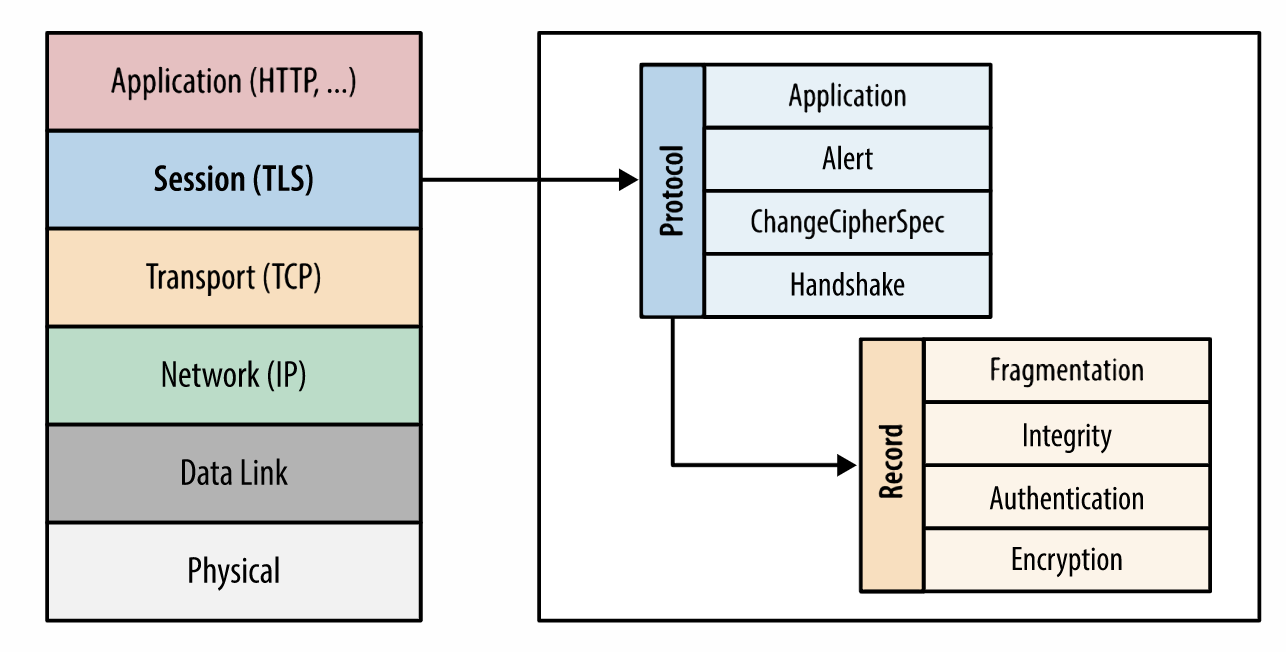 Application (HTTP, ...)
Session (TLS)
Transport (TCP)
Network (IP)
Data Link
Physical
Protocol
Application
Alert
ChangeCipherSpec
Handshake
Record
Fragmentation
Integrity
Authentication
Encryption